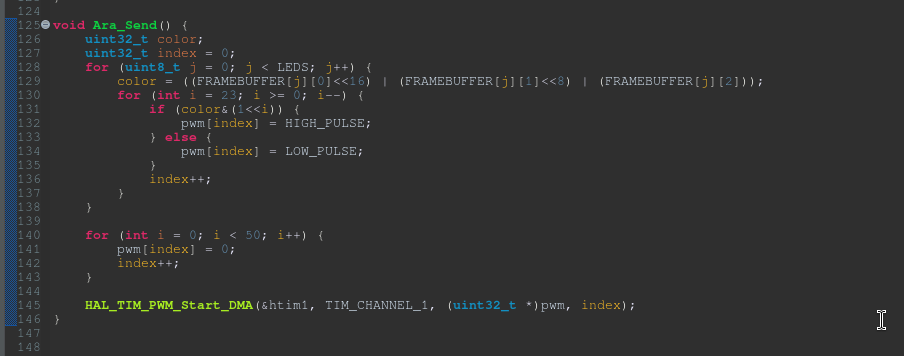 124
125 void Ara_Send() {
126 uint32_t color;
127 uint32_t index = 0;
128 for (uint8_t j = 0; j < LEDS; j++) {
129 color = ((FRAMEBUFFER[j][0]<<16) | (FRAMEBUFFER[j][1]<<8) | (FRAMEBUFFER[j][2]));
130 for (int i = 23; i >= 0; i--) {
131 if (color&(1<<i)) {
132 pwm[index] = HIGH_PULSE;
133 } else {
134 pwm[index] = LOW_PULSE;
135 }
136 index++;
137 }
138 }
139
140 for (int i = 0; i < 50; i++) {
141 pwm[index] = 0;
142 index++;
143 }
144
145 HAL_TIM_PWM_Start_DMA(&htim1, TIM_CHANNEL_1, (uint32_t *)pwm, index);
146 }
147
148